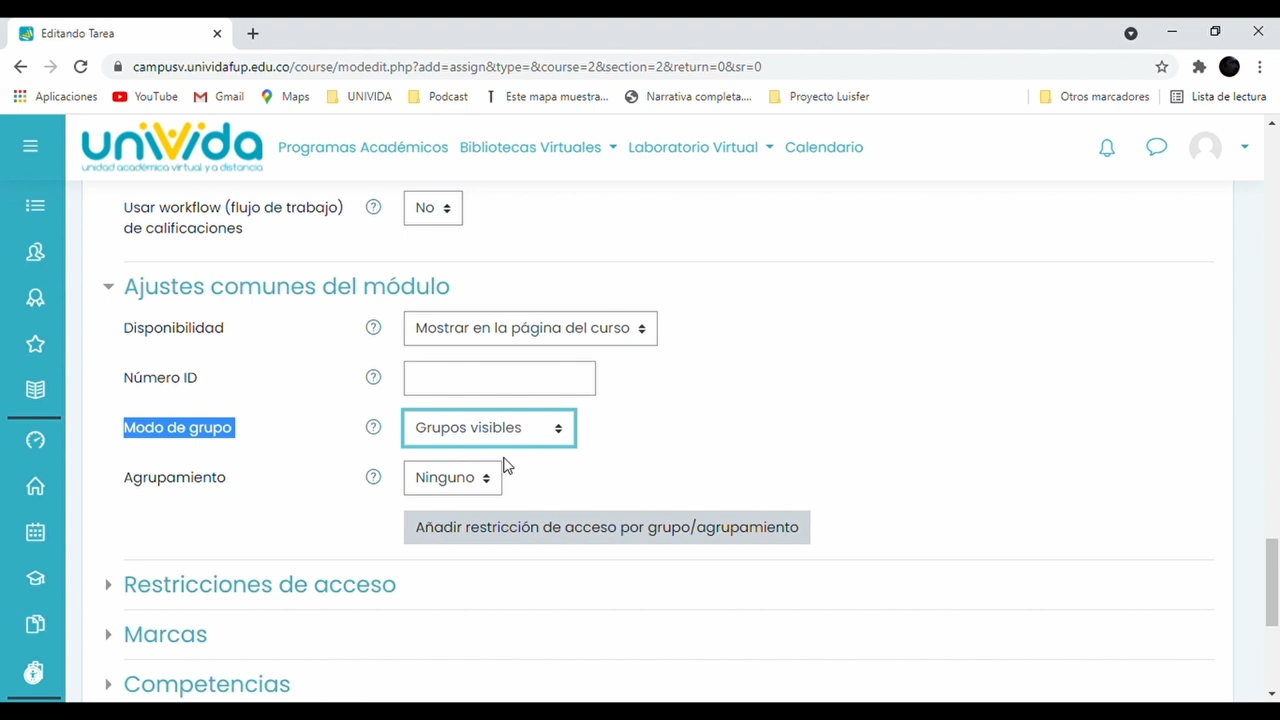 Editando Tarea
campusv.unividafup.edu.co/course/modedit.php?add=assign&type=&course=2&section=2&return=0&sr=0
Aplicaciones YouTube Gmail Maps UNIVIDA Podcast Este mapa muestra... Narrativa completa.... Proyecto Luisfer Otros marcadores Lista de lectura
uniVida
unidad académica virtual y a distancia
Programas Académicos Bibliotecas Virtuales Laboratorio Virtual Calendario
Usar workflow (flujo de trabajo) ? No
de calificaciones
Ajustes comunes del módulo
Disponibilidad ? Mostrar en la página del curso
Número ID ?
Modo de grupo ? Grupos visibles
Agrupamiento ? Ninguno
Añadir restricción de acceso por grupo/agrupamiento
Restricciones de acceso
Marcas
Competencias